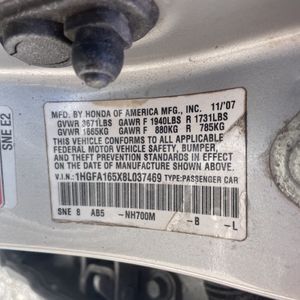 SNE E2
MFD. BY HONDA OF AMERICA MFG., INC. 11/'07
GVWR 3671LBS GAWR F 1940LBS R 1731LBS
GVWR 1665KG GAWR F 880KG R 785KG
THIS VEHICLE CONFORMS TO ALL APPLICABLE
FEDERAL MOTOR VEHICLE SAFETY, BUMPER,
AND THEFT PREVENTION STANDARDS IN EFFECT
ON THE DATE OF MANUFACTURE SHOWN ABOVE.
V.I.N.: 1HGFA165X8L037469 TYPE: PASSENGER CAR
SNE 8 AB5 -NH700M -B -L